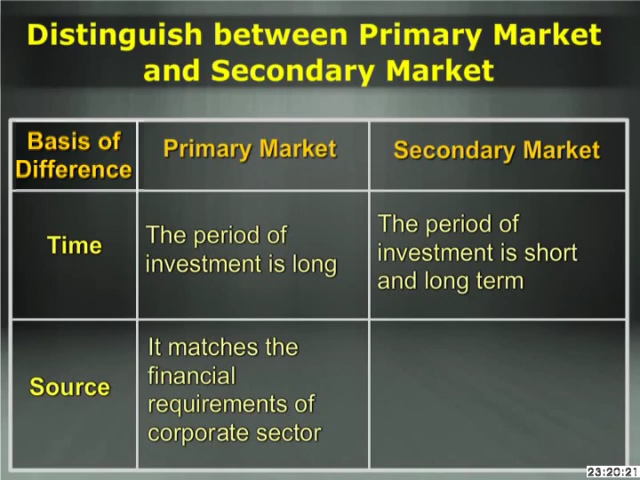 Distinguish between Primary Market
and Secondary Market
Basis of
Difference
Primary Market
Secondary Market
Time
The period of
investment is long
The period of
investment is short
and long term
Source
It matches the
financial
requirements of
corporate sector
23:20:21